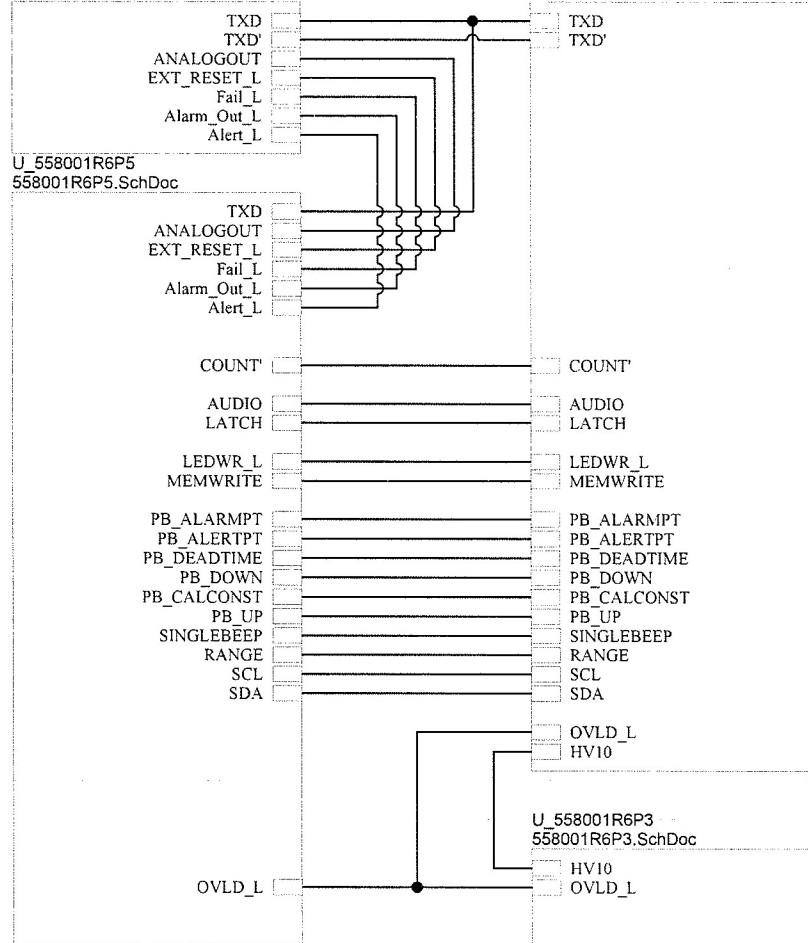 TXD
TXD'
ANALOGOUT
EXT_RESET_L
Fail_L
Alarm_Out_L
Alert_L
TXD
TXD'
U_558001R6P5
558001R6P5.SchDoc
TXD
ANALOGOUT
EXT_RESET_L
Fail_L
Alarm_Out_L
Alert_L
COUNT'
AUDIO
LATCH
LEDWR_L
MEMWRITE
PB_ALARMPT
PB_ALERTPT
PB_DEADTIME
PB_DOWN
PB_CALCONST
PB_UP
SINGLEBEEP
RANGE
SCL
SDA
OVLD_L
COUNT'
AUDIO
LATCH
LEDWR_L
MEMWRITE
PB_ALARMPT
PB_ALERTPT
PB_DEADTIME
PB_DOWN
PB_CALCONST
PB_UP
SINGLEBEEP
RANGE
SCL
SDA
OVLD_L
HV10
U_558001R6P3
558001R6P3.SchDoc
HV10
OVLD_L